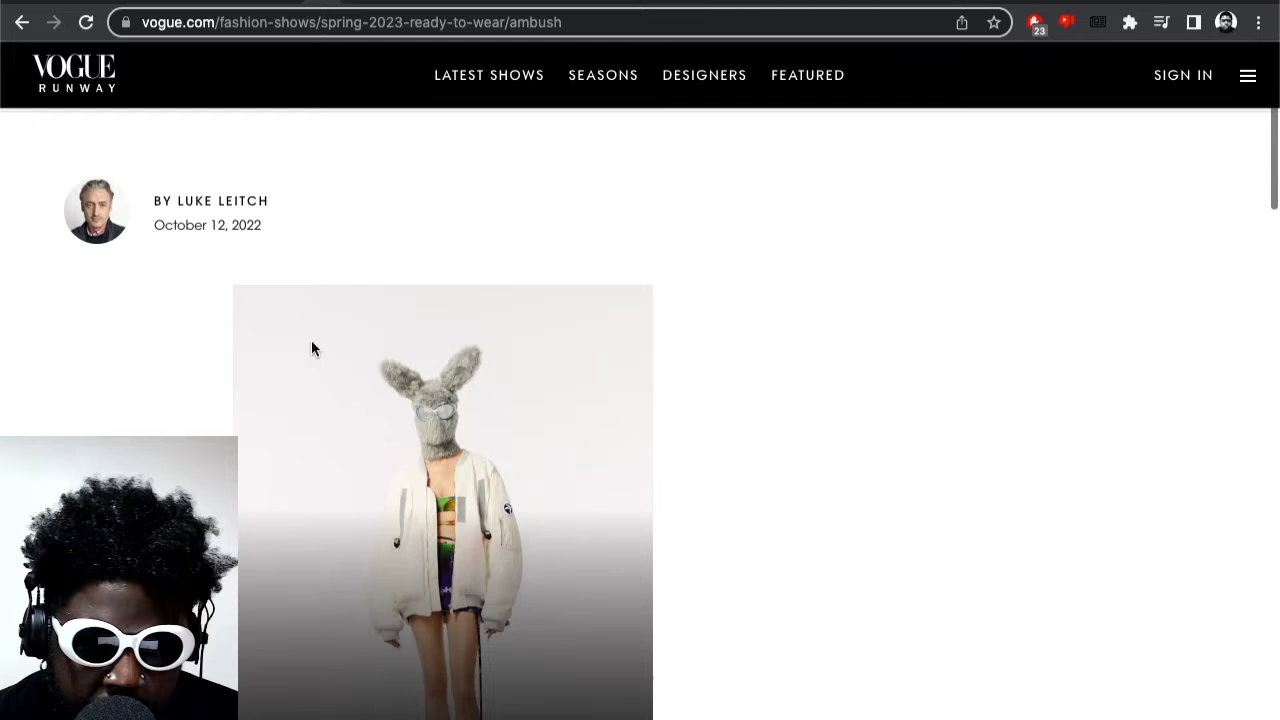 vogue.com/fashion-shows/spring-2023-ready-to-wear/ambush
23
VOGUE
RUNWAY
LATEST SHOWS
SEASONS
DESIGNERS
FEATURED
SIGN IN
BY LUKE LEITCH
October 12, 2022